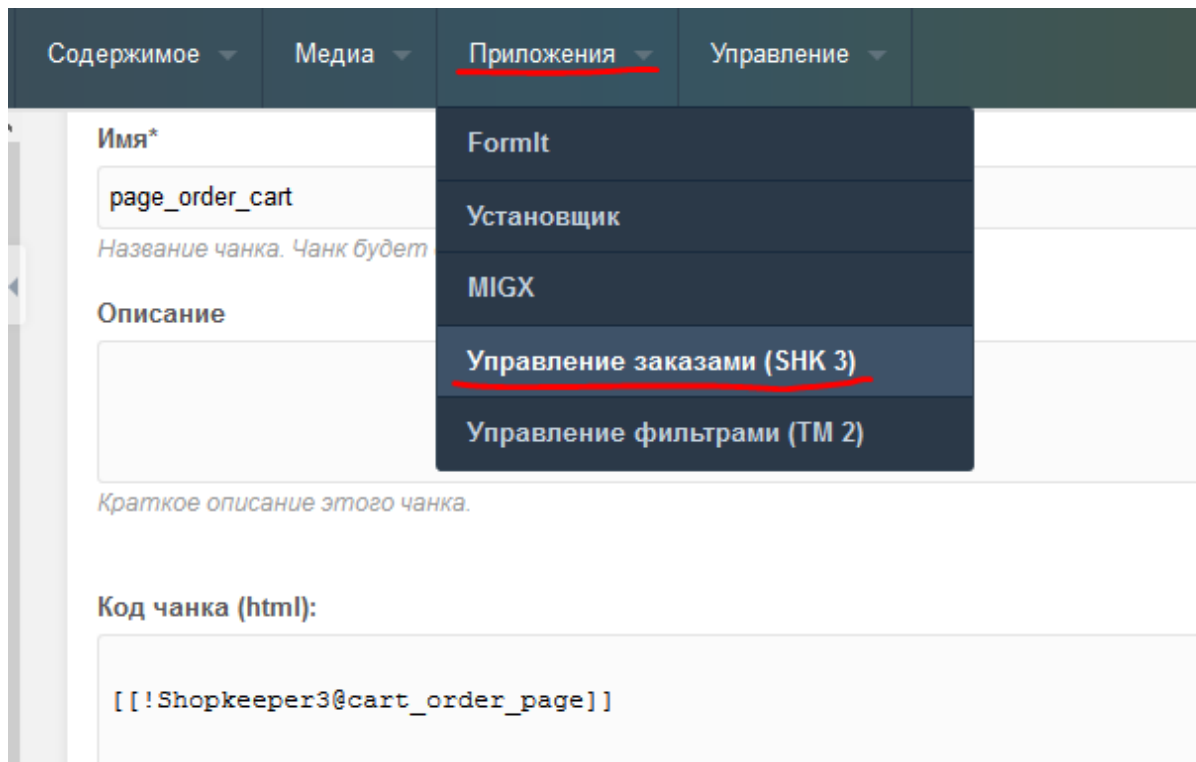 Содержимое Медиа Приложения Управление
Имя*
FormIt
page_order_cart
Установщик
Название чанка. Чанк будет
MIGX
Описание
Управление заказами (SHK 3)
Управление фильтрами (TM 2)
Краткое описание этого чанка.
Код чанка (html):
[[!Shopkeeper3@cart_order_page]]